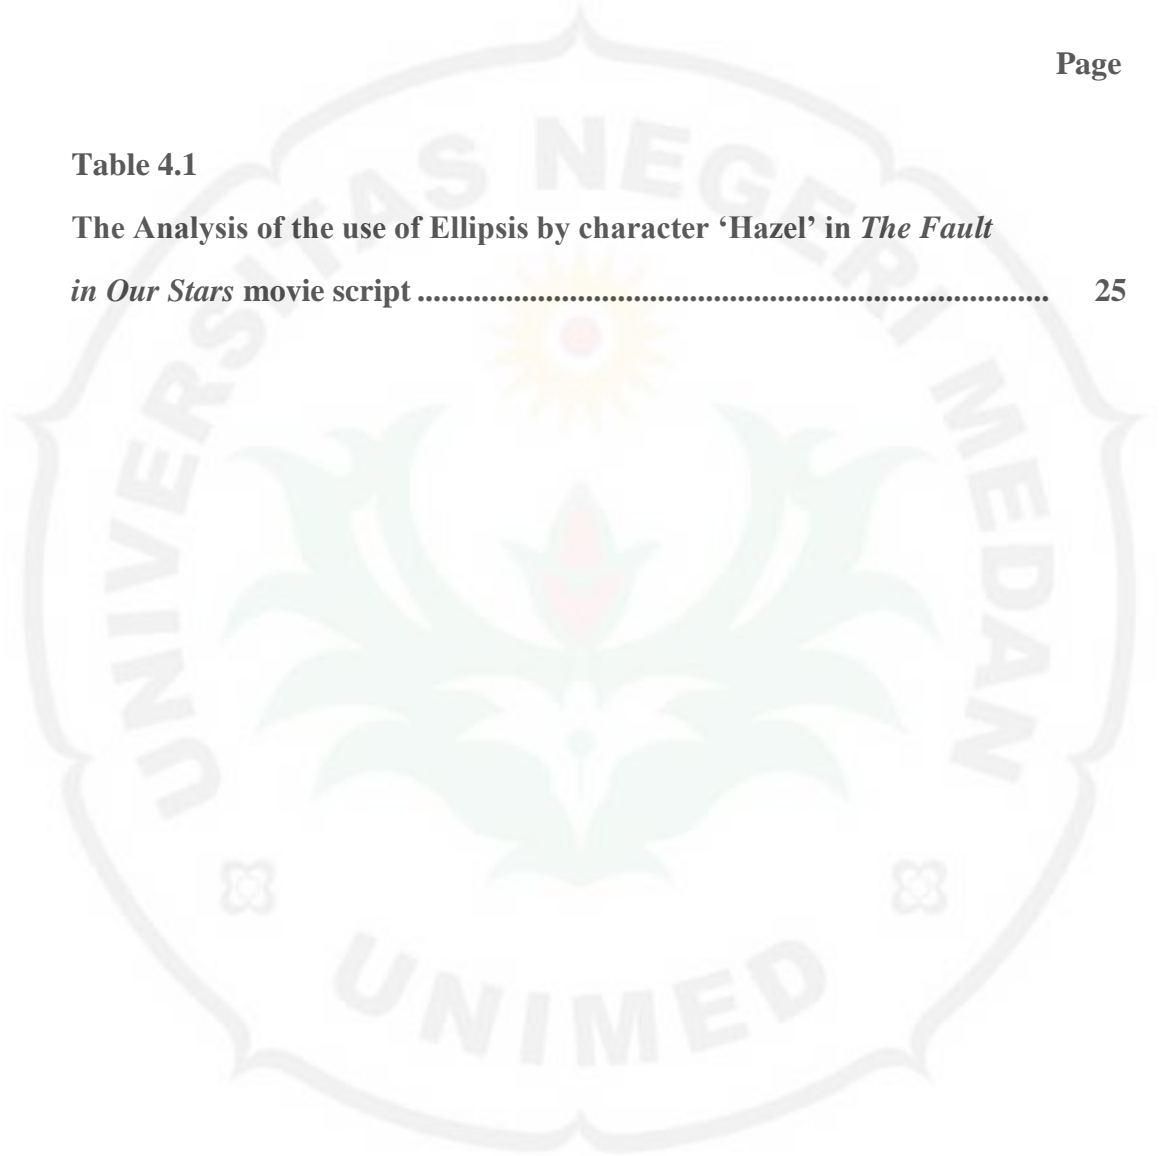 Page
Table 4.1
The Analysis of the use of Ellipsis by character ‘Hazel’ in The Fault
in Our Stars movie script ................................................................................ 25
UNIVERSITAS NEGERI MEDAN
UNIMED